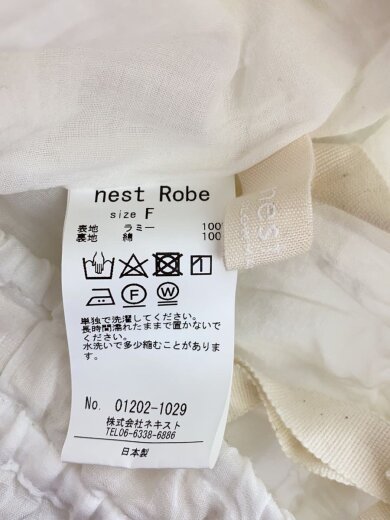 nest Robe
size F
表地 ラミー 100
裏地 綿 100
単独で洗濯してください。
長時間濡れたままで置かないで
ください。
水洗いで多少縮むことがありま
す。
No. 01202-1029
株式会社ネキスト
TEL06-6338-6886
日本製
nest